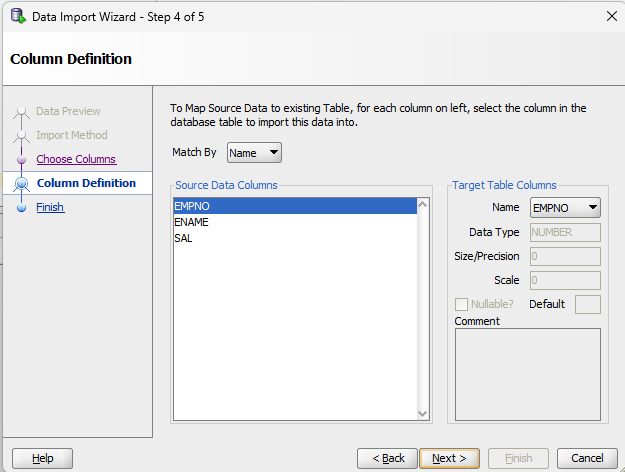 Data Import Wizard - Step 4 of 5
Column Definition
Data Preview
Import Method
Choose Columns
Column Definition
Finish
To Map Source Data to existing Table, for each column on left, select the column in the
database table to import this data into.
Match By Name
Source Data Columns
EMPNO
ENAME
SAL
Target Table Columns
Name EMPNO
Data Type NUMBER
Size/Precision 0
Scale 0
Nullable? Default
Comment
Help < Back Next > Finish Cancel